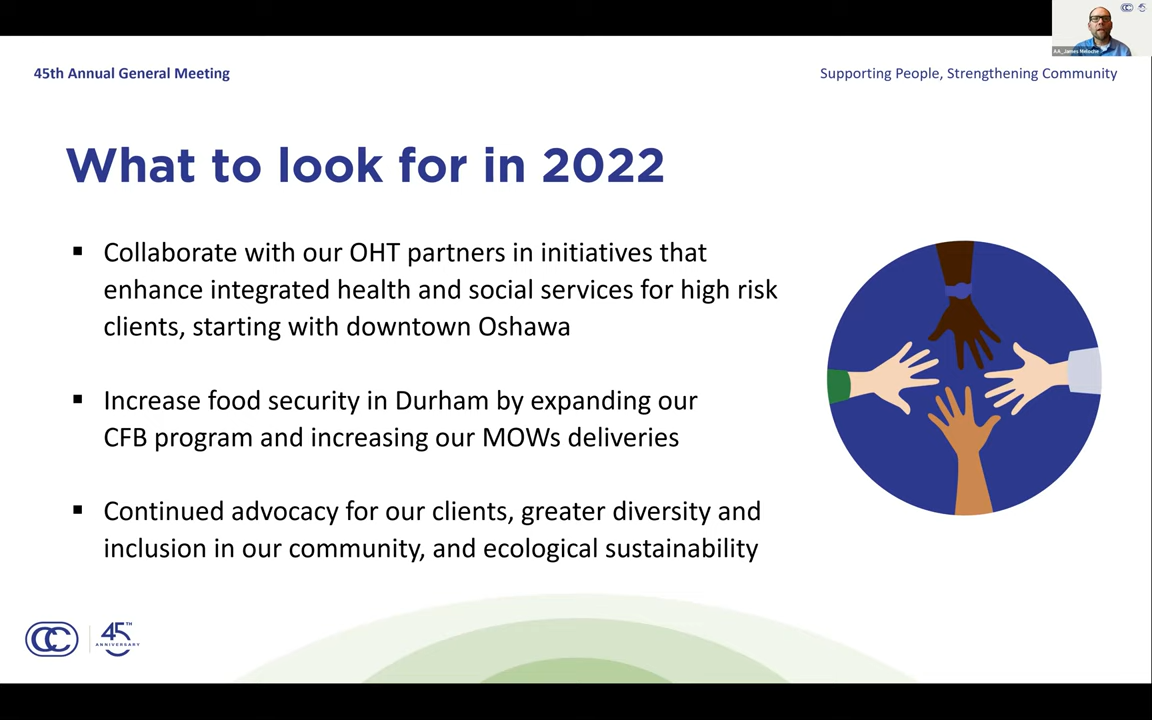 AA_James Meloche
45th Annual General Meeting
Supporting People, Strengthening Community
What to look for in 2022
▪ Collaborate with our OHT partners in initiatives that
enhance integrated health and social services for high risk
clients, starting with downtown Oshawa
▪ Increase food security in Durham by expanding our
CFB program and increasing our MOWs deliveries
▪ Continued advocacy for our clients, greater diversity and
inclusion in our community, and ecological sustainability
CC
45TH
ANNIVERSARY